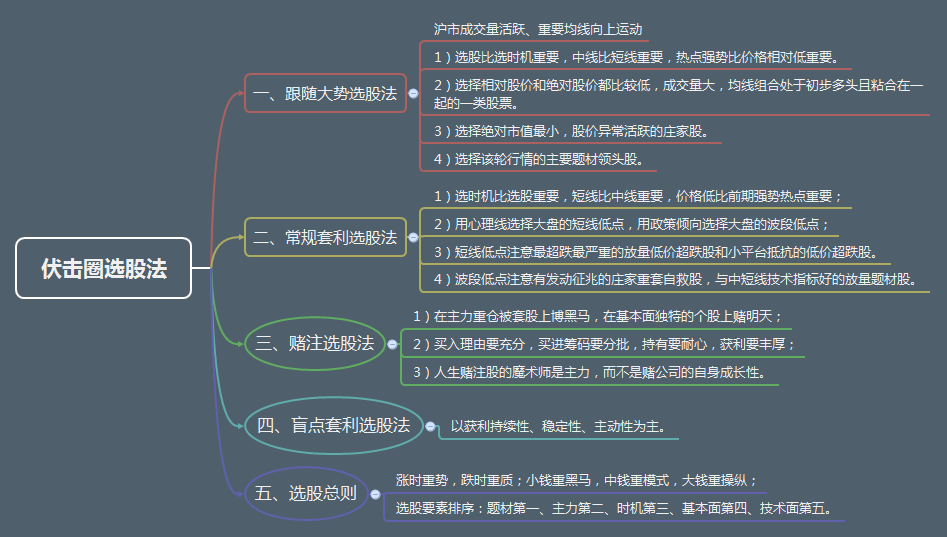 伏击圈选股法
一、跟随大势选股法
沪市成交量活跃、重要均线向上运动
1）选股比选时机重要，中线比短线重要，热点强势比价格相对低重要。
2）选择相对股价和绝对股价都比较低，成交量大，均线组合处于初步多头且粘合在一
起的一类股票。
3）选择绝对市值最小，股价异常活跃的庄家股。
4）选择该轮行情的主要题材领头股。
二、常规套利选股法
1）选时机比选股重要，短线比中线重要，价格低比前期强势热点重要；
2）用心理线选择大盘的短线低点，用政策倾向选择大盘的波段低点；
3）短线低点注意最超跌最严重的放量低价超跌股和小平台抵抗的低价超跌股。
4）波段低点注意有发动征兆的庄家重套自救股，与中短线技术指标好的放量题材股。
三、赌注选股法
1）在主力重仓被套股上博黑马，在基本面独特的个股上赌明天；
2）买入理由要充分，买进筹码要分批，持有要耐心，获利要丰厚；
3）人生赌注股的魔术师是主力，而不是赌公司的自身成长性。
四、盲点套利选股法
以获利持续性、稳定性、主动性为主。
五、选股总则
涨时重势，跌时重质；小钱重黑马，中钱重模式，大钱重操纵；
选股要素排序：题材第一、主力第二、时机第三、基本面第四、技术面第五。